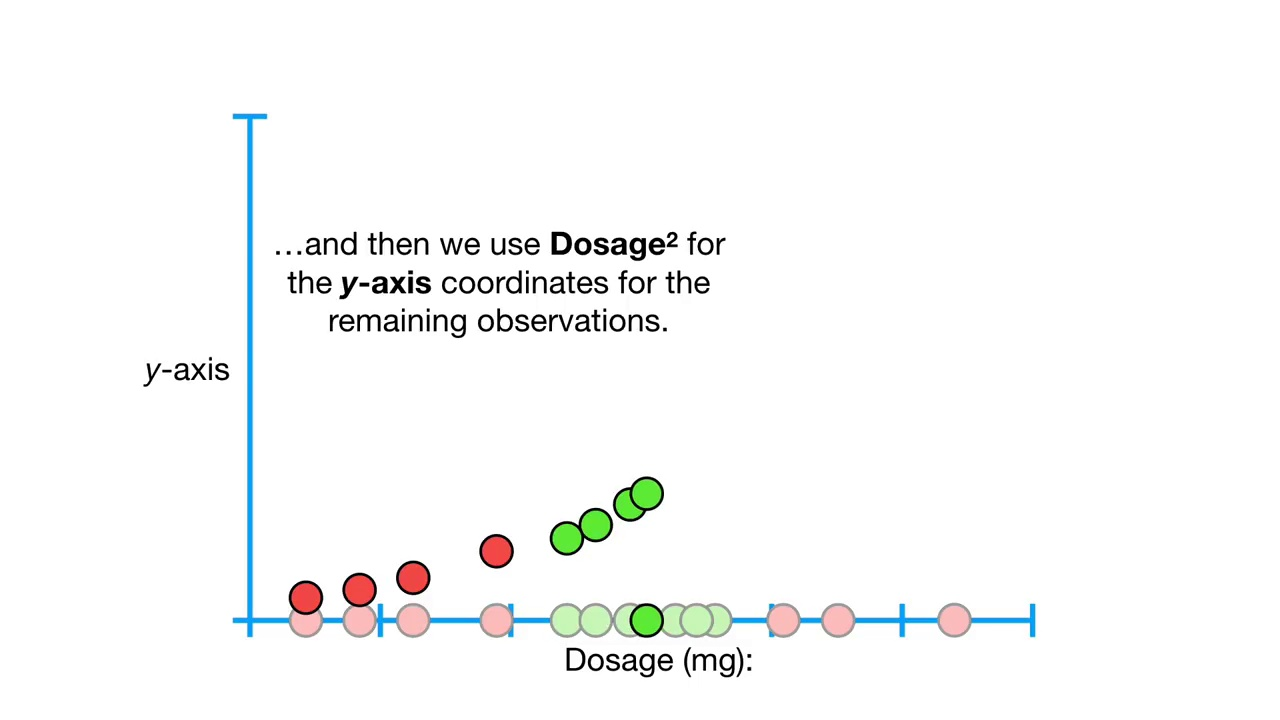 …and then we use Dosage² for
the y-axis coordinates for the
remaining observations.
y-axis
Dosage (mg):